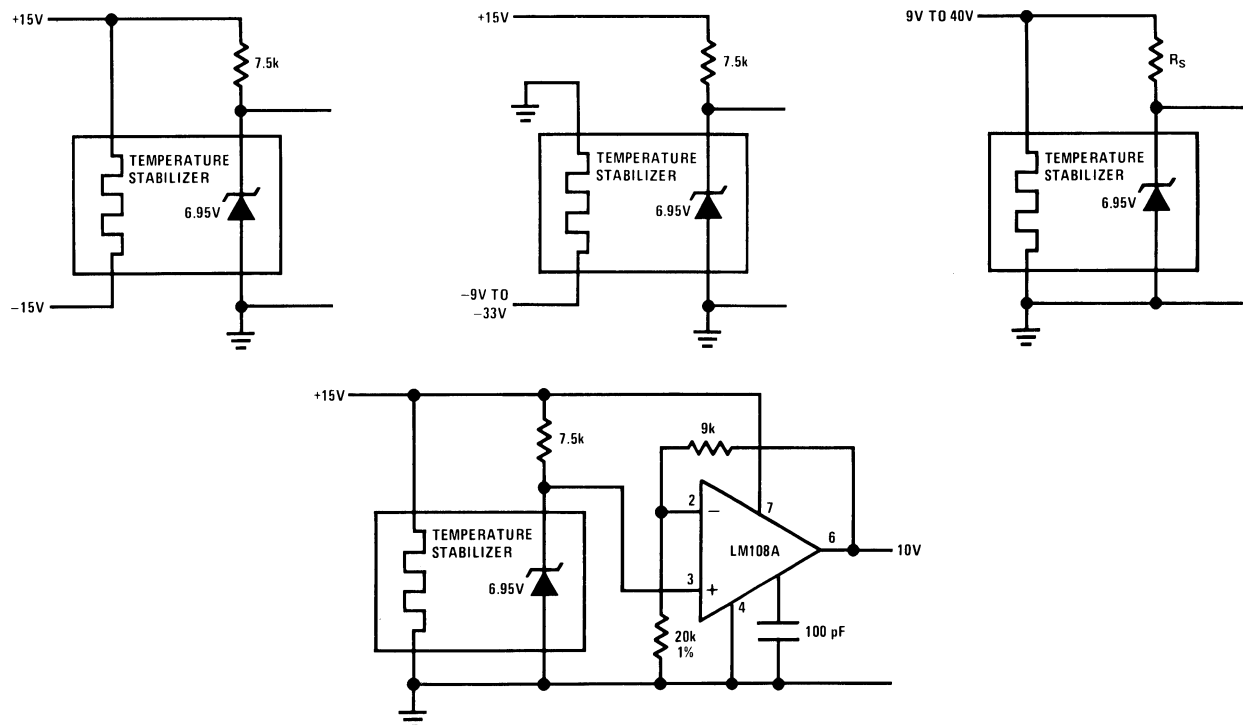 +15V
7.5k
TEMPERATURE
STABILIZER
6.95V
−15V
+15V
7.5k
TEMPERATURE
STABILIZER
6.95V
−9V TO
−33V
9V TO 40V
RS
TEMPERATURE
STABILIZER
6.95V
+15V
7.5k
9k
TEMPERATURE
STABILIZER
6.95V
2
−
7
LM108A
6
10V
3
+
4
20k
1%
100 pF